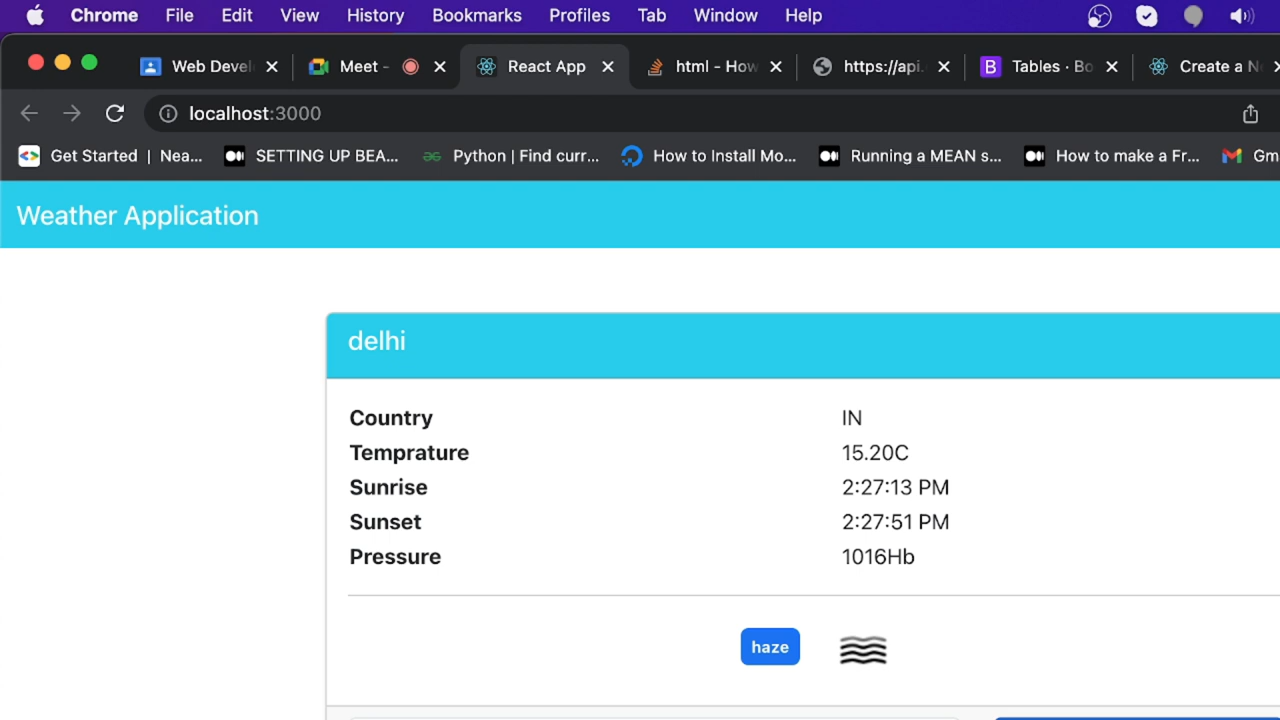 Chrome File Edit View History Bookmarks Profiles Tab Window Help
Web Devel Meet - React App html - How https://api. B Tables · Bo Create a N
localhost:3000
Get Started | Nea... SETTING UP BEA... Python | Find curr... How to Install Mo... Running a MEAN s... How to make a Fr... Gm
Weather Application
delhi
Country IN
Temprature 15.20C
Sunrise 2:27:13 PM
Sunset 2:27:51 PM
Pressure 1016Hb
haze